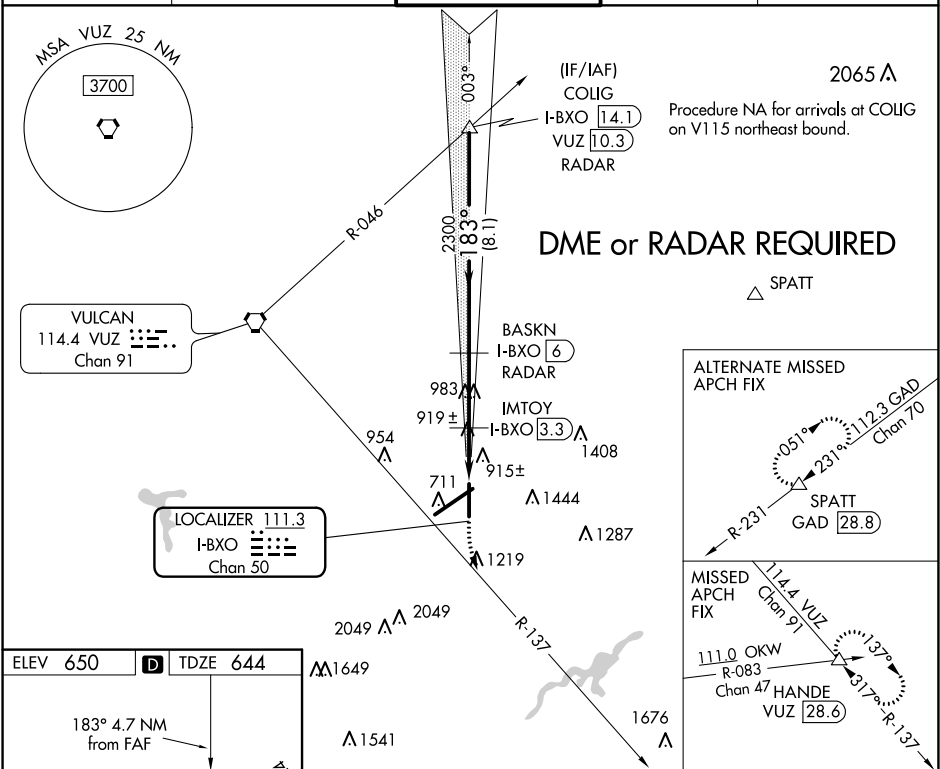 MSA VUZ 25 NM
3700
003°
(IF/IAF)
COLIG
I-BXO 14.1
VUZ 10.3
RADAR
2065
Procedure NA for arrivals at COLIG
on V115 northeast bound.
R-046
2300
183°
(8.1)
DME or RADAR REQUIRED
SPATT
VULCAN
114.4 VUZ
Chan 91
BASKN
I-BXO 6
RADAR
983
919 ±
IMTOY
I-BXO 3.3
1408
954
915±
711
1444
LOCALIZER 111.3
I-BXO
Chan 50
1287
1219
2049
2049
R-137
1649
1541
1676
ALTERNATE MISSED
APCH FIX
112.3 GAD
Chan 70
051°
231°
SPATT
GAD 28.8
R-231
MISSED
APCH
FIX
114.4 VUZ
Chan 91
111.0 OKW
R-083
Chan 47
137°
317°
HANDE
VUZ 28.6
R-137
ELEV 650
D
TDZE 644
183° 4.7 NM
from FAF